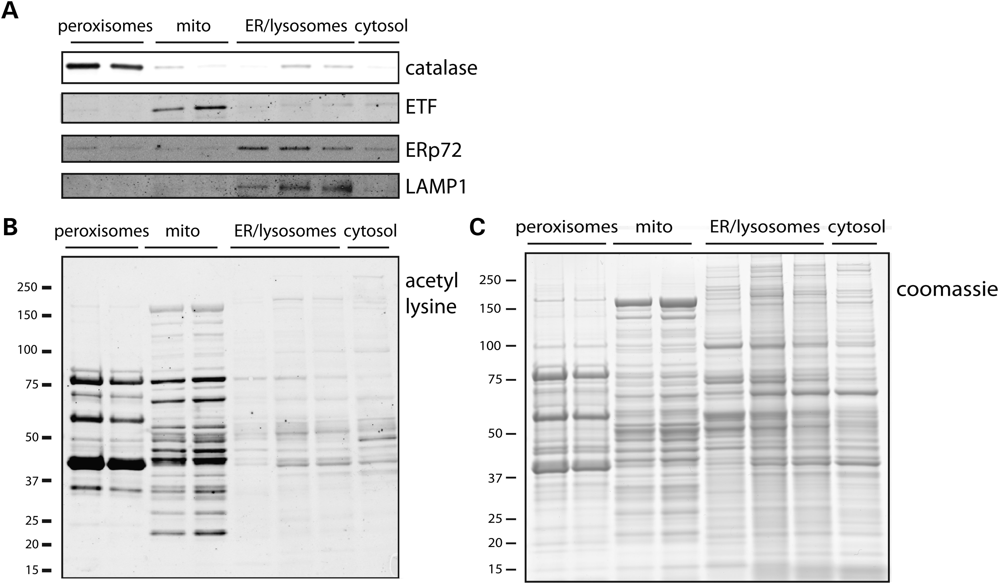 A
peroxisomes mito ER/lysosomes cytosol
catalase
ETF
ERp72
LAMP1
B
peroxisomes mito ER/lysosomes cytosol
250
150
100
75
50
37
25
20
15
acetyl
lysine
C
peroxisomes mito ER/lysosomes cytosol
250
150
100
75
50
37
25
20
15
coomassie